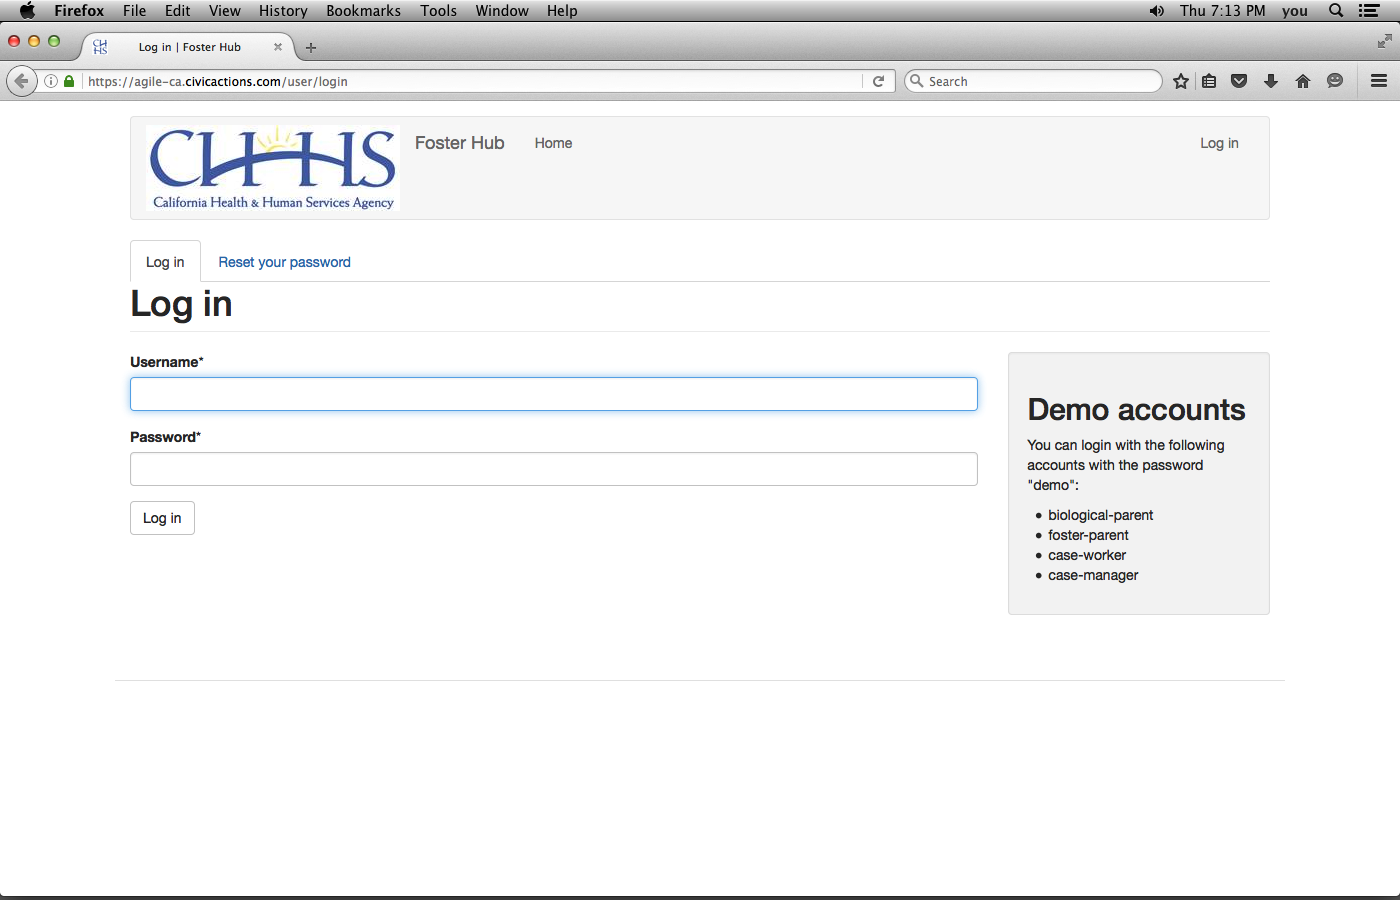 Firefox File Edit View History Bookmarks Tools Window Help Thu 7:13 PM you
CH HS Log in | Foster Hub
https://agile-ca.civicactions.com/user/login Search
CHHS
California Health & Human Services Agency
Foster Hub Home Log in
Log in Reset your password
Log in
Username*
Password*
Log in
Demo accounts
You can login with the following
accounts with the password
"demo":
• biological-parent
• foster-parent
• case-worker
• case-manager